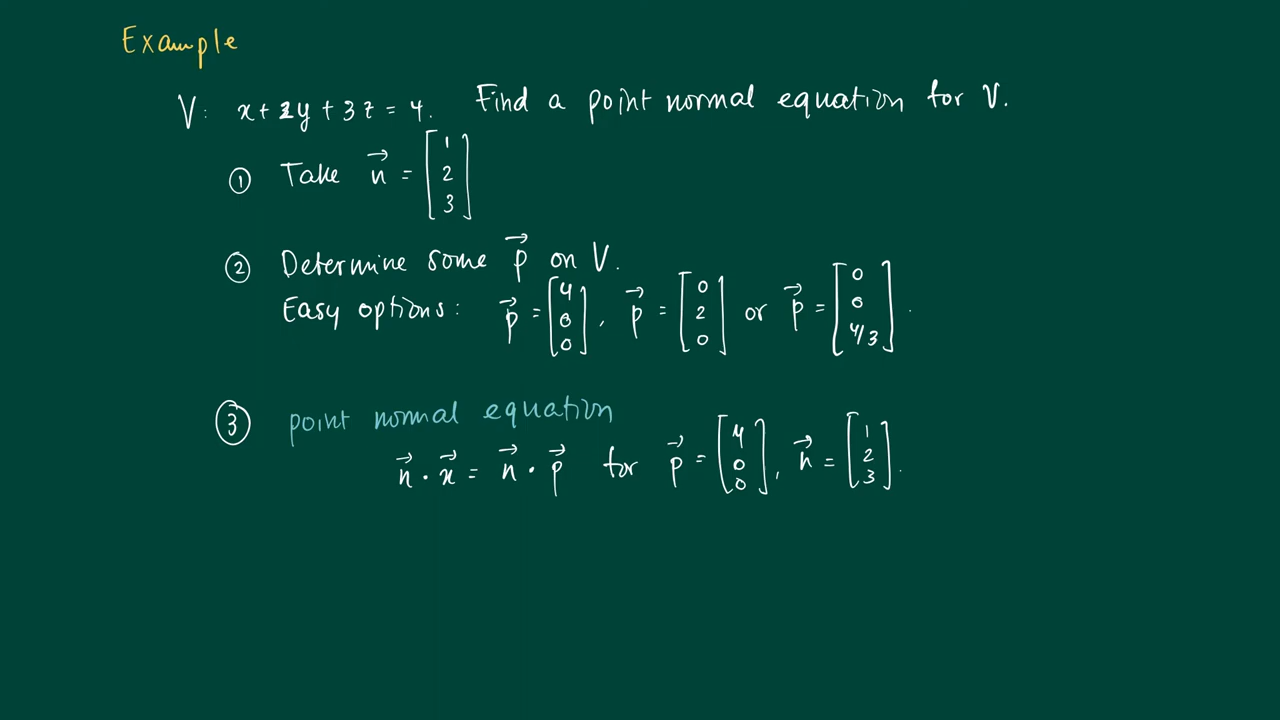 Example
V: x + 2y + 3z = 4. Find a point normal equation for V.
① Take n⃗ = [1 2 3]
② Determine some p⃗ on V.
Easy options: p⃗ = [4 0 0], p⃗ = [0 2 0] or p⃗ = [0 0 4/3].
③ point normal equation
n⃗ · x⃗ = n⃗ · p⃗ for p⃗ = [4 0 0], n⃗ = [1 2 3].